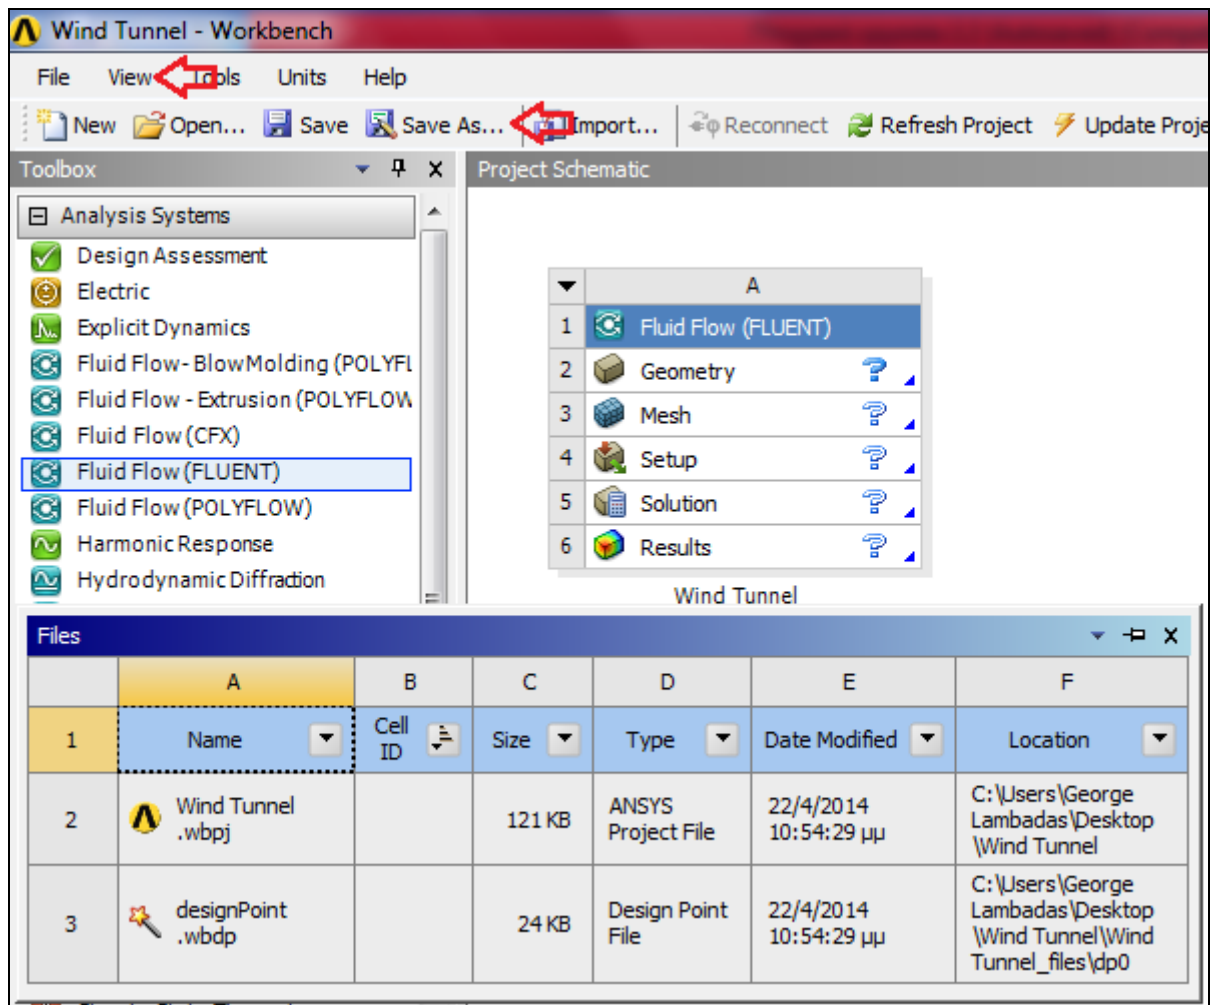 Wind Tunnel - Workbench
File View Tools Units Help
New Open... Save Save As... Import... Reconnect Refresh Project Update Proje
Toolbox
Project Schematic
Analysis Systems
Design Assessment
Electric
Explicit Dynamics
Fluid Flow- BlowMolding (POLYFL
Fluid Flow - Extrusion (POLYFLOW
Fluid Flow (CFX)
Fluid Flow (FLUENT)
Fluid Flow (POLYFLOW)
Harmonic Response
Hydrodynamic Diffraction
A
1 Fluid Flow (FLUENT)
2 Geometry
3 Mesh
4 Setup
5 Solution
6 Results
Wind Tunnel
Files
A B C D E F
1 Name Cell ID Size Type Date Modified Location
2 Wind Tunnel
.wbpj
121 KB
ANSYS
Project File
22/4/2014
10:54:29 μμ
C:\Users\George
Lambadas\Desktop
\Wind Tunnel
3 designPoint
.wbdp
24 KB
Design Point
File
22/4/2014
10:54:29 μμ
C:\Users\George
Lambadas\Desktop
\Wind Tunnel\Wind
Tunnel_files\dp0